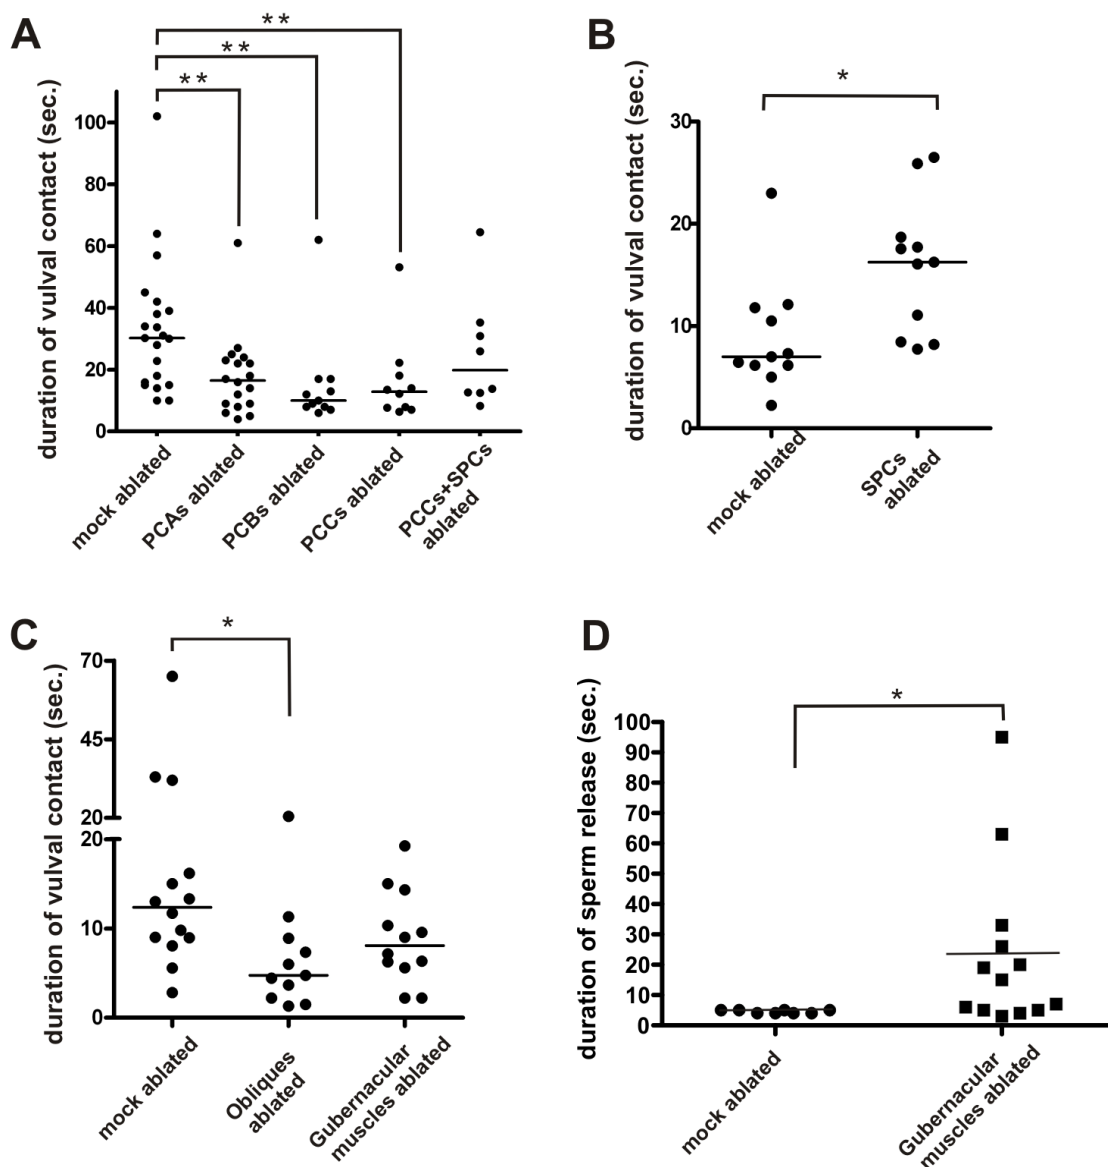 A
* *
* *
* *
duration of vulval contact (sec.)
100
80
60
40
20
0
mock ablated
PCAs ablated
PCBs ablated
PCCs ablated
PCCs+SPCs
ablated
B
*
duration of vulval contact (sec.)
30
20
10
0
mock ablated
SPCs
ablated
C
*
duration of vulval contact (sec.)
70
45
20
20
10
0
mock ablated
Obliques
ablated
Gubernacular
muscles ablated
D
*
duration of sperm release (sec.)
100
90
80
70
60
50
40
30
20
10
0
mock ablated
Gubernacular
muscles ablated